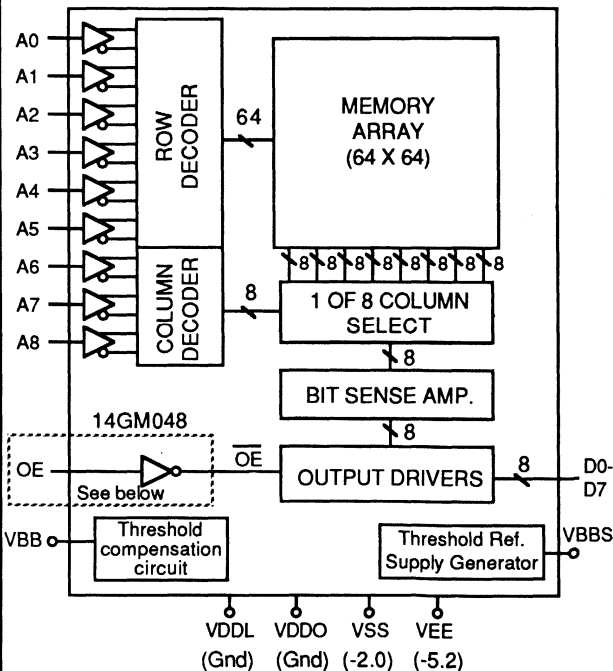 A0
A1
A2
A3
A4
A5
A6
A7
A8
ROW
DECODER
COLUMN
DECODER
64
MEMORY
ARRAY
(64 X 64)
8 8 8 8 8 8 8 8
8
1 OF 8 COLUMN
SELECT
8
BIT SENSE AMP.
8
14GM048
OE
See below
OE
OUTPUT DRIVERS
8
D0-
D7
VBB
Threshold
compensation
circuit
Threshold Ref.
Supply Generator
VBBS
VDDL VDDO VSS VEE
(Gnd) (Gnd) (-2.0) (-5.2)